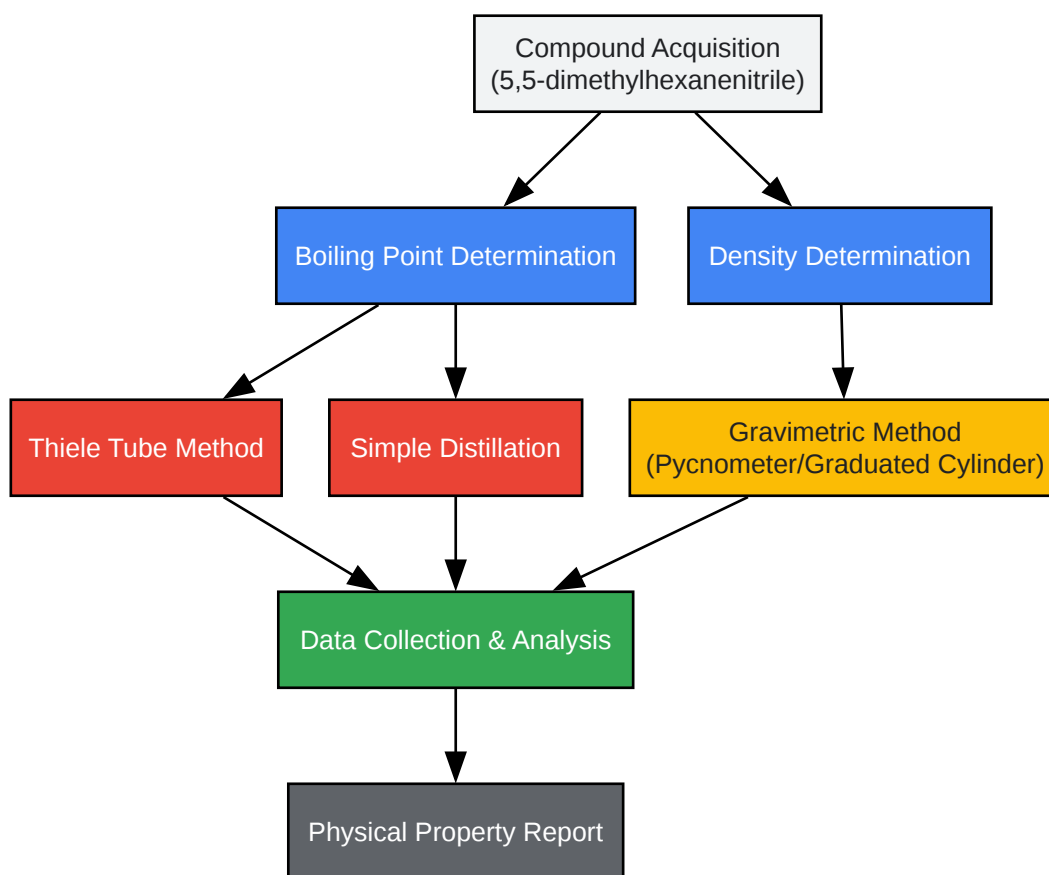 Compound Acquisition
(5,5-dimethylhexanenitrile)
Boiling Point Determination
Density Determination
Thiele Tube Method
Simple Distillation
Gravimetric Method
(Pycnometer/Graduated Cylinder)
Data Collection & Analysis
Physical Property Report